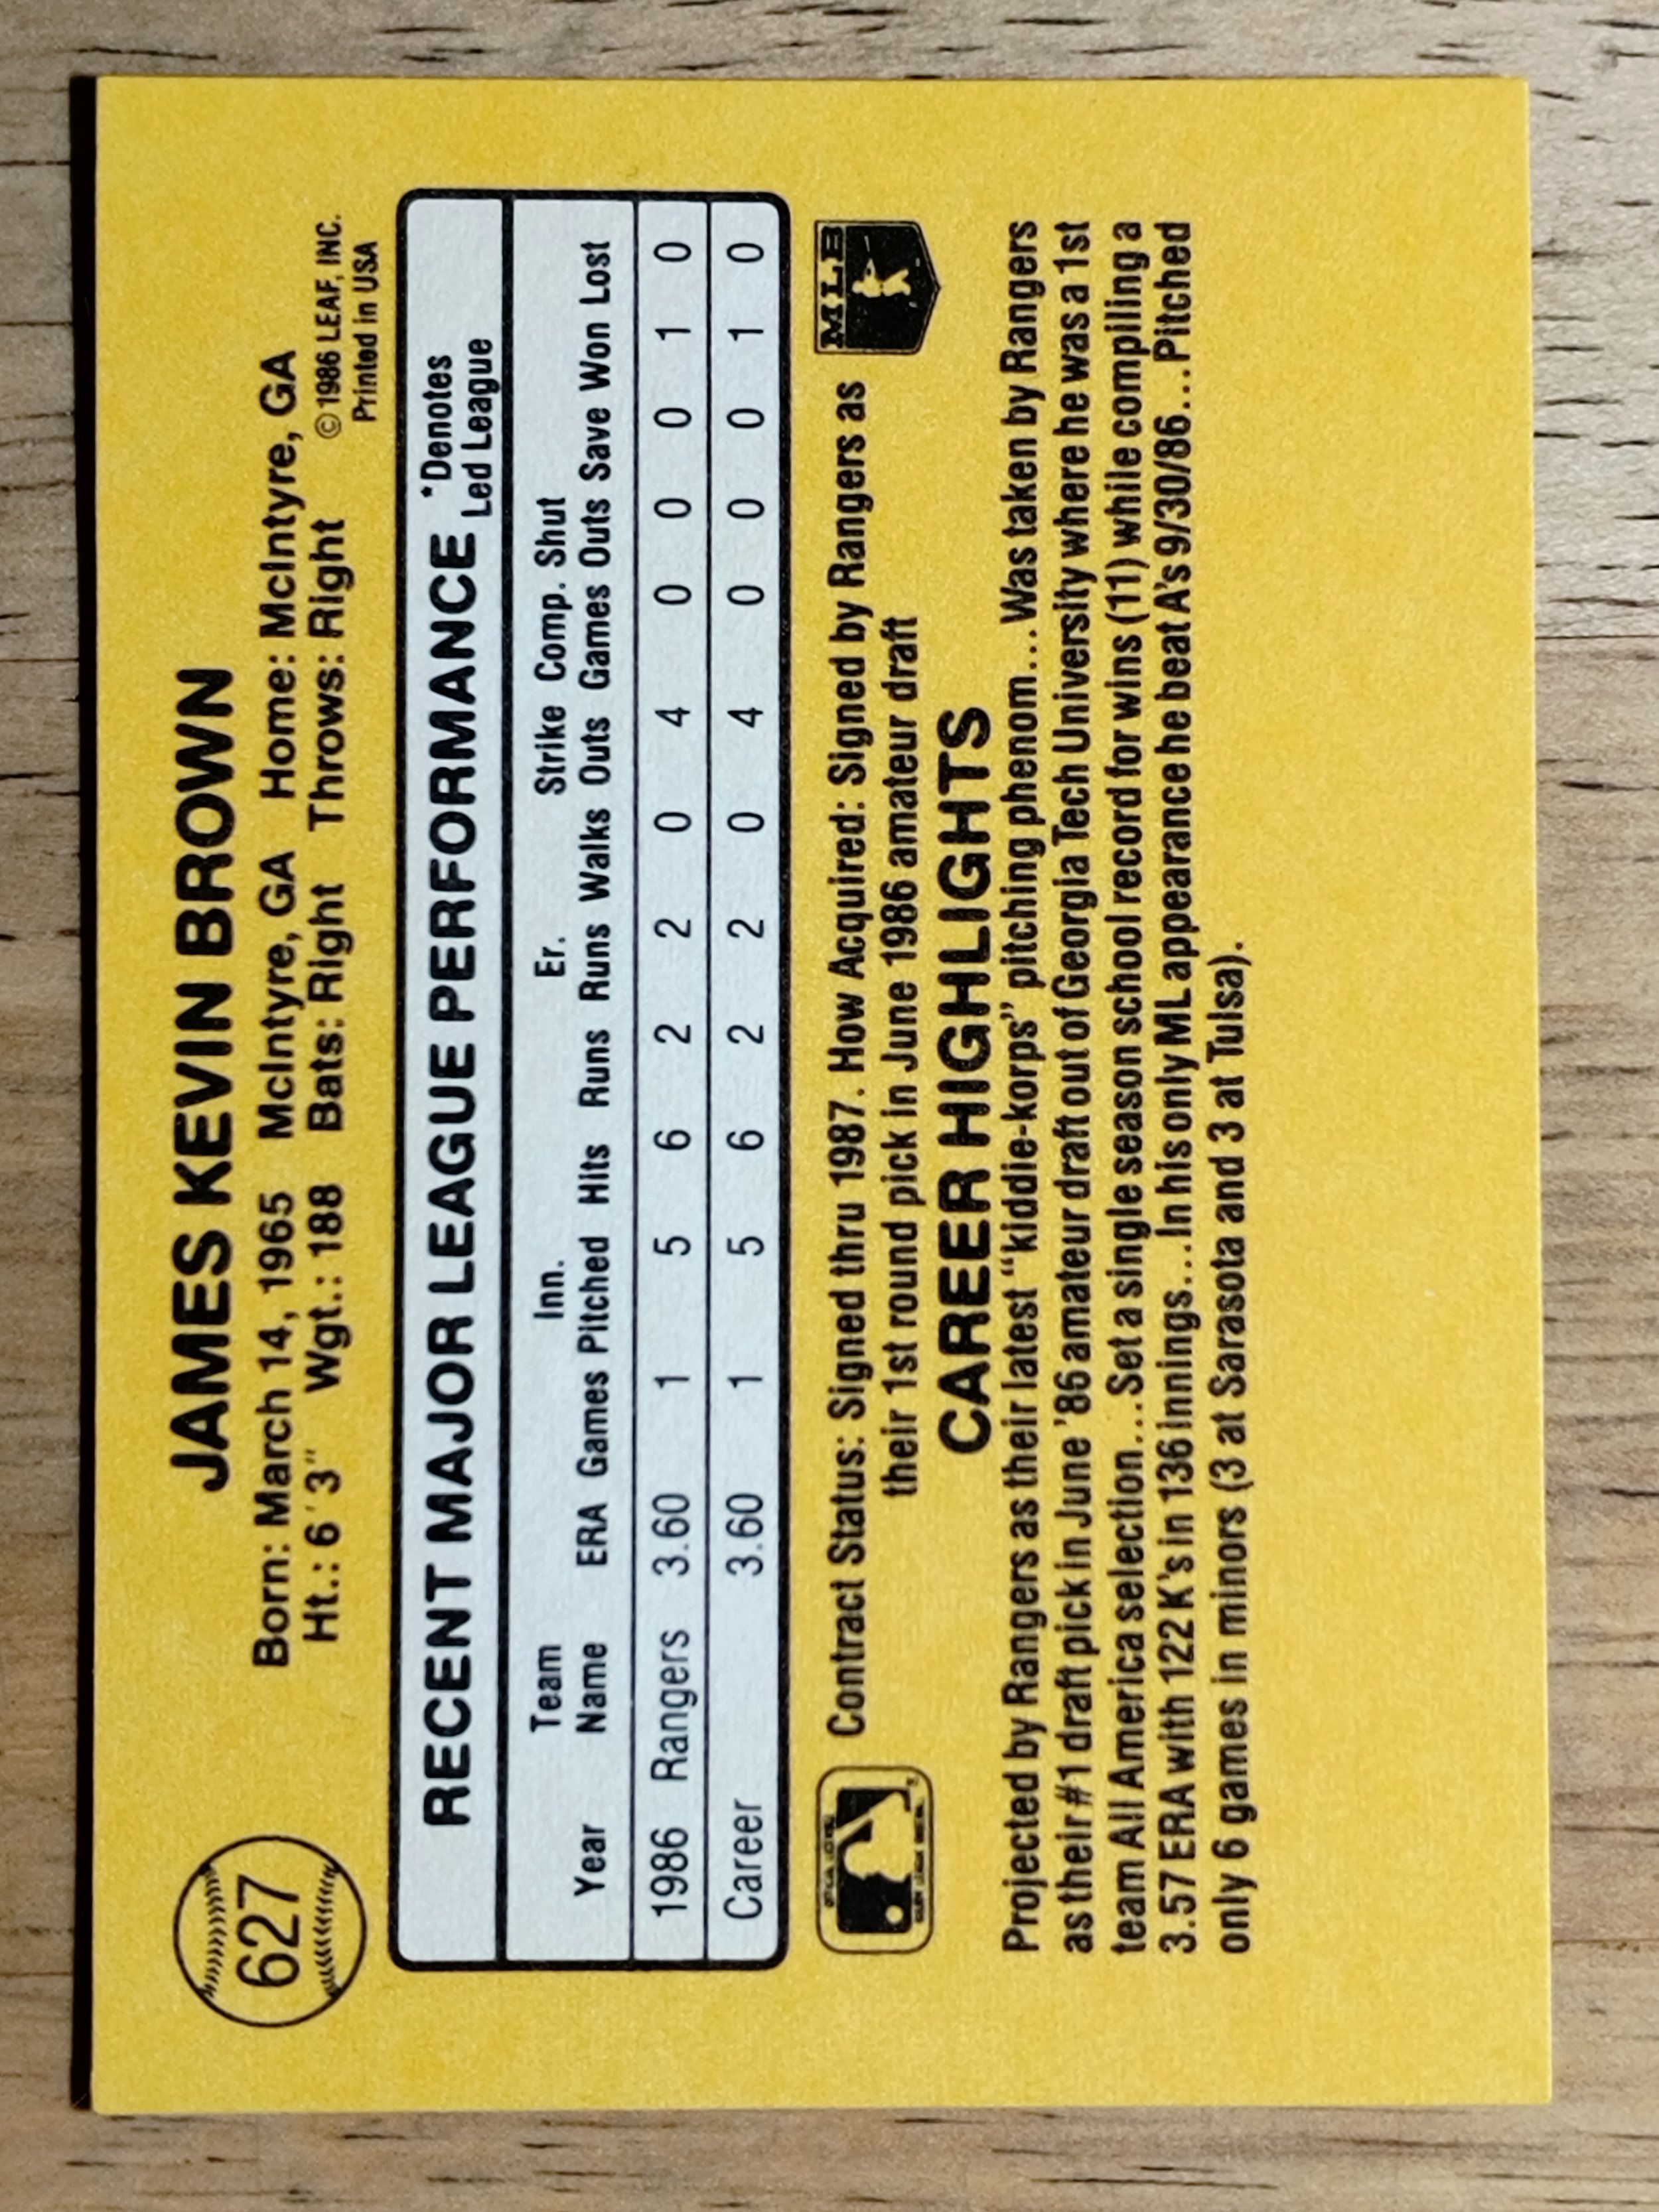 627
JAMES KEVIN BROWN
Born: March 14, 1965 McIntyre, GA Home: McIntyre, GA
Ht.: 6'3" Wgt.: 188 Bats: Right Throws: Right
©1986 LEAF, INC.
Printed in USA
RECENT MAJOR LEAGUE PERFORMANCE *Denotes
Led League
Team Inn. Er. Strike Comp. Shut
Year Name ERA Games Pitched Hits Runs Runs Walks Outs Games Outs Save Won Lost
1986 Rangers 3.60 1 5 6 2 2 0 4 0 0 0 1 0
Career 3.60 1 5 6 2 2 0 4 0 0 0 1 0
Contract Status: Signed thru 1987. How Acquired: Signed by Rangers as
their 1st round pick in June 1986 amateur draft
MLB
CAREER HIGHLIGHTS
Projected by Rangers as their latest "kiddie-korps" pitching phenom...Was taken by Rangers
as their #1 draft pick in June '86 amateur draft out of Georgia Tech University where he was a 1st
team All America selection...Set a single season school record for wins (11) while compiling a
3.57 ERA with 122 K's in 136 innings...In his only ML appearance he beat A's 9/30/86...Pitched
only 6 games in minors (3 at Sarasota and 3 at Tulsa).